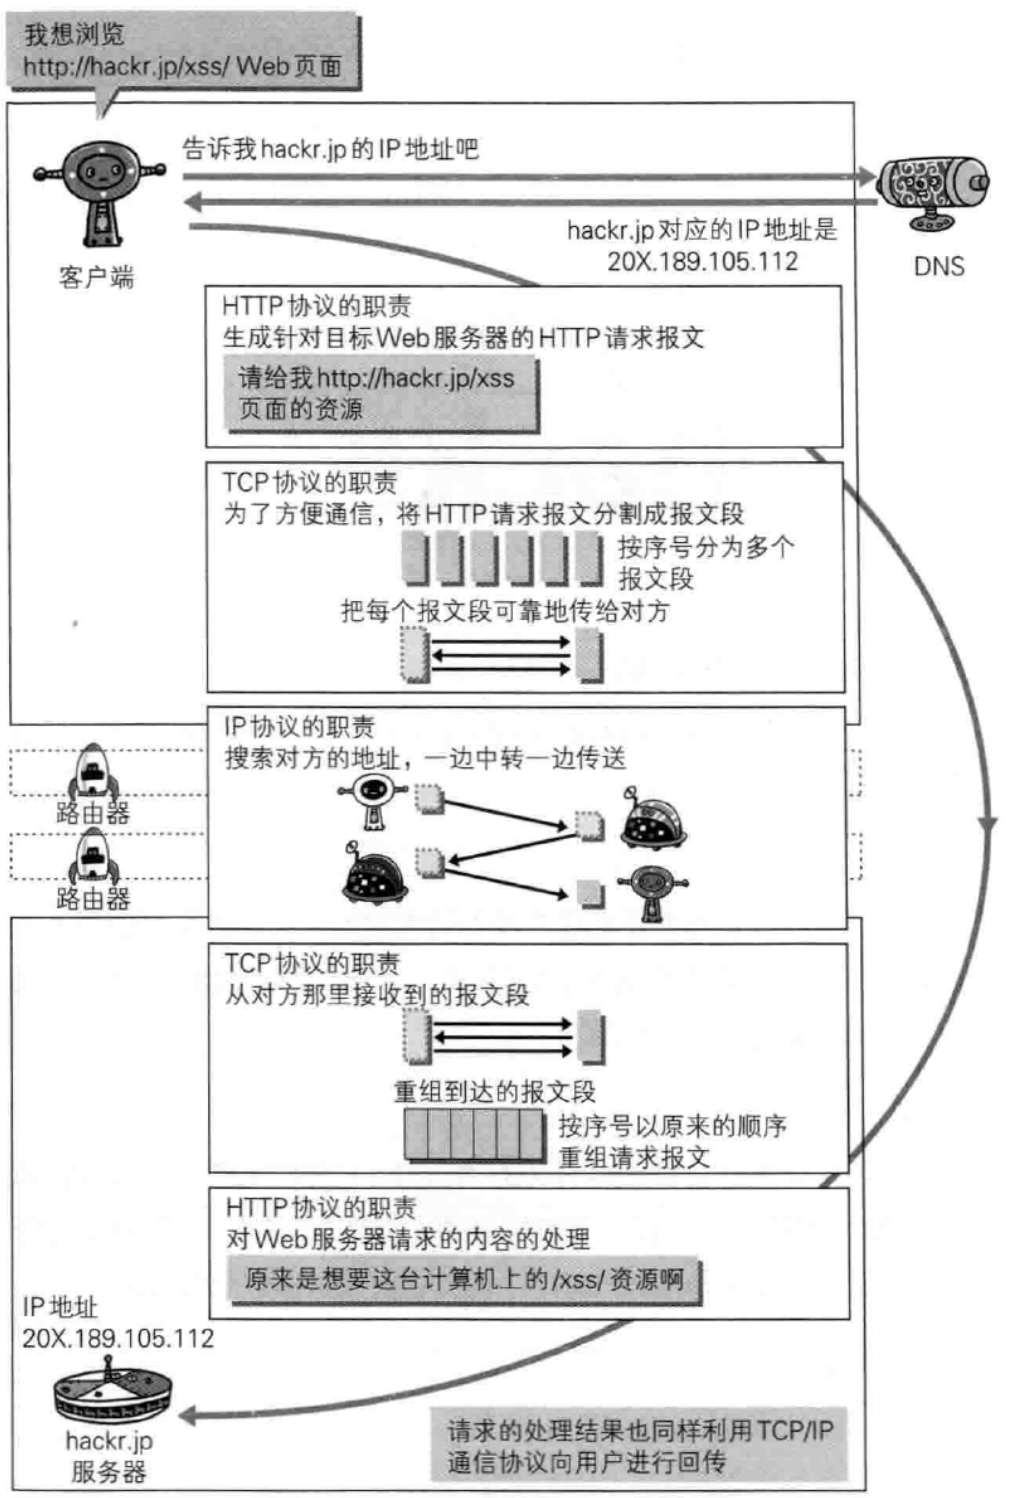 我想浏览
http://hackr.jp/xss/ Web页面
告诉我hackr.jp的IP地址吧
hackr.jp对应的IP地址是
20X.189.105.112
客户端
DNS
HTTP协议的职责
生成针对目标Web服务器的HTTP请求报文
请给我http://hackr.jp/xss
页面的资源
TCP协议的职责
为了方便通信，将HTTP请求报文分割成报文段
按序号分为多个
报文段
把每个报文段可靠地传给对方
IP协议的职责
搜索对方的地址，一边中转一边传送
路由器
路由器
TCP协议的职责
从对方那里接收到的报文段
重组到达的报文段
按序号以原来的顺序
重组请求报文
HTTP协议的职责
对Web服务器请求的内容的处理
原来是想要这台计算机上的/xss/资源啊
IP地址
20X.189.105.112
hackr.jp
服务器
请求的处理结果也同样利用TCP/IP
通信协议向用户进行回传